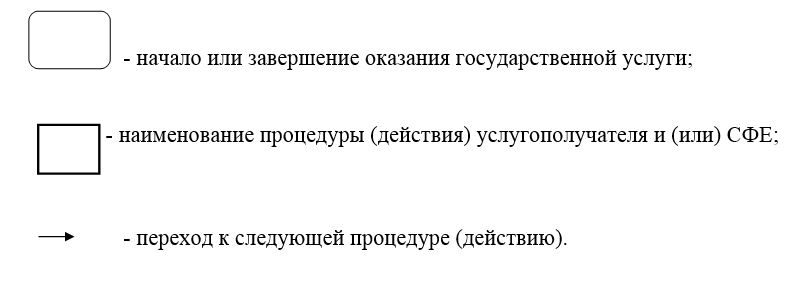 - начало или завершение оказания государственной услуги;
- наименование процедуры (действия) услугополучателя и (или) СФЕ;
- переход к следующей процедуре (действию).